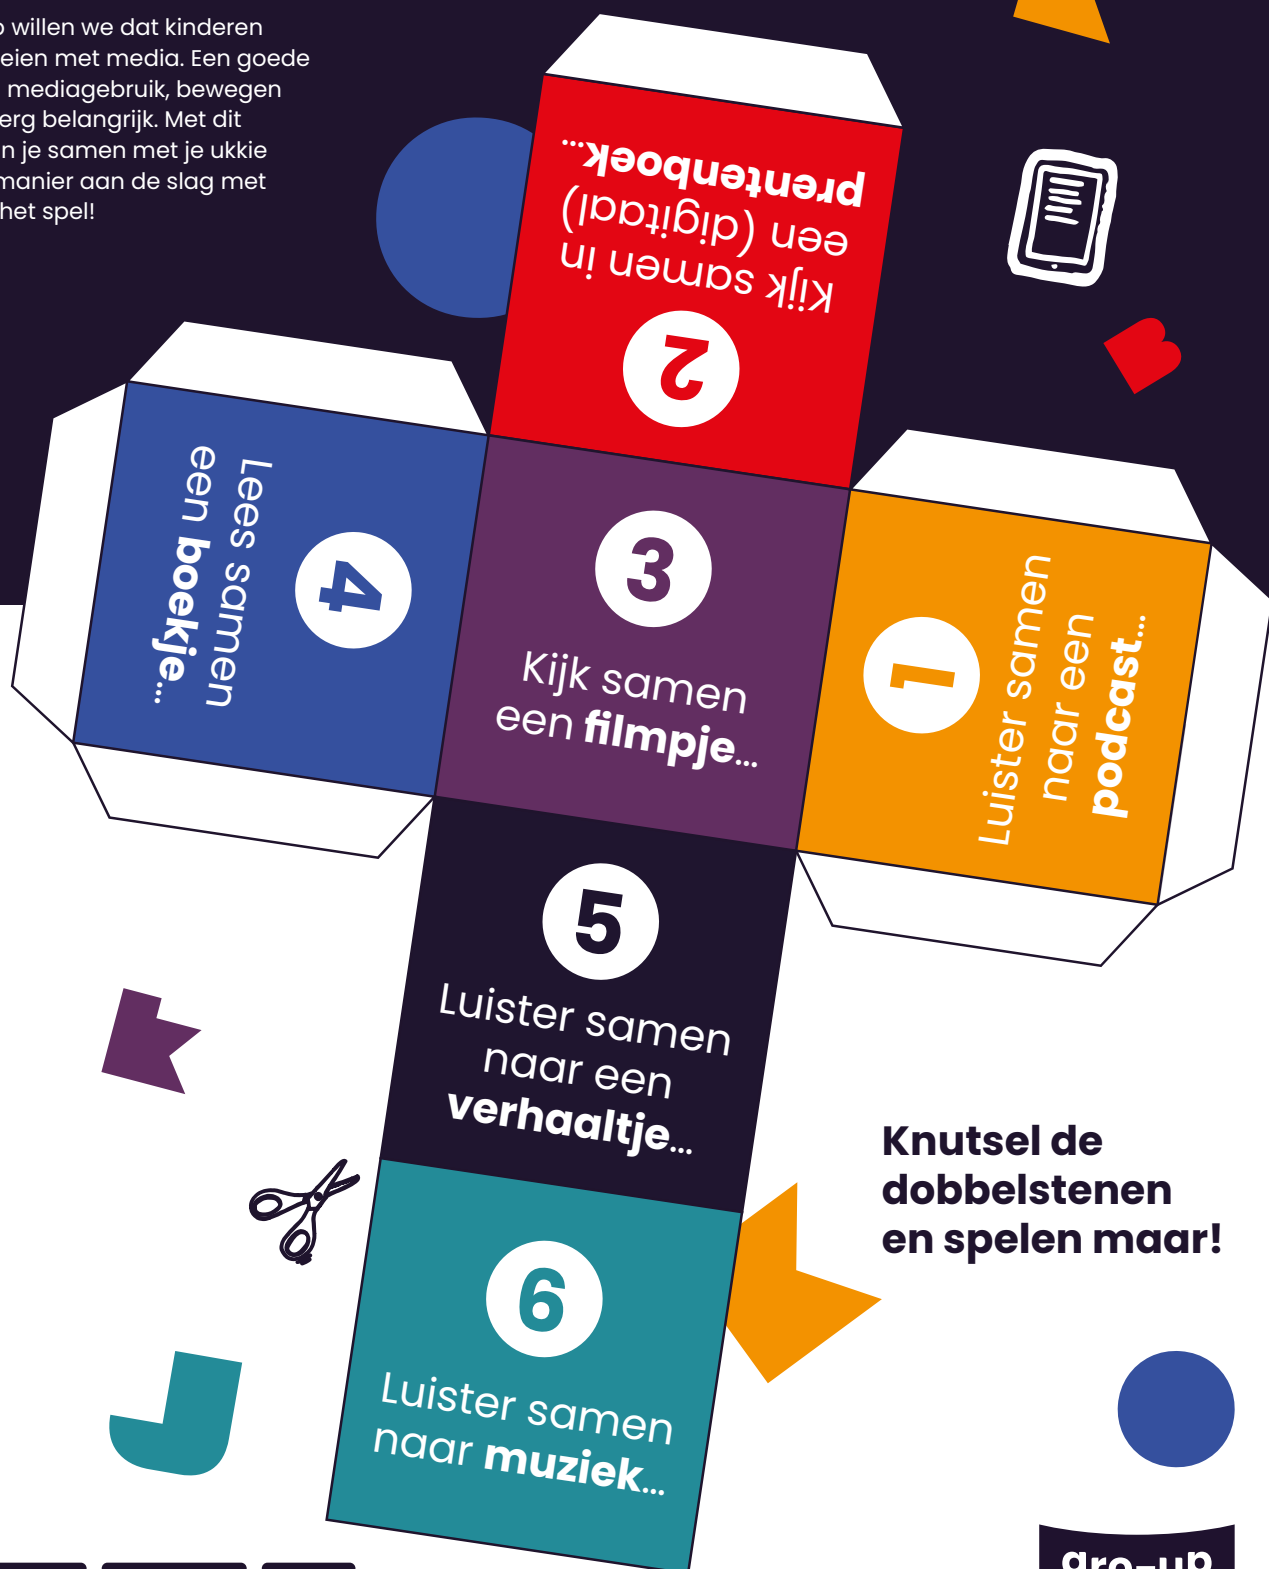 willen we dat kinderen
eien met media. Een goede
mediagebruik, bewegen
erg belangrijk. Met dit
n je samen met je ukkie
manier aan de slag met
het spel!
2
Kijk samen in
een (digitaal)
prentenboek...
4
Lees samen
een boekje...
3
Kijk samen
een filmpje...
1
Luister samen
naar een
podcast...
5
Luister samen
naar een
verhaaltje...
Knutsel de
dobbelstenen
en spelen maar!
6
Luister samen
naar muziek...
gro-up